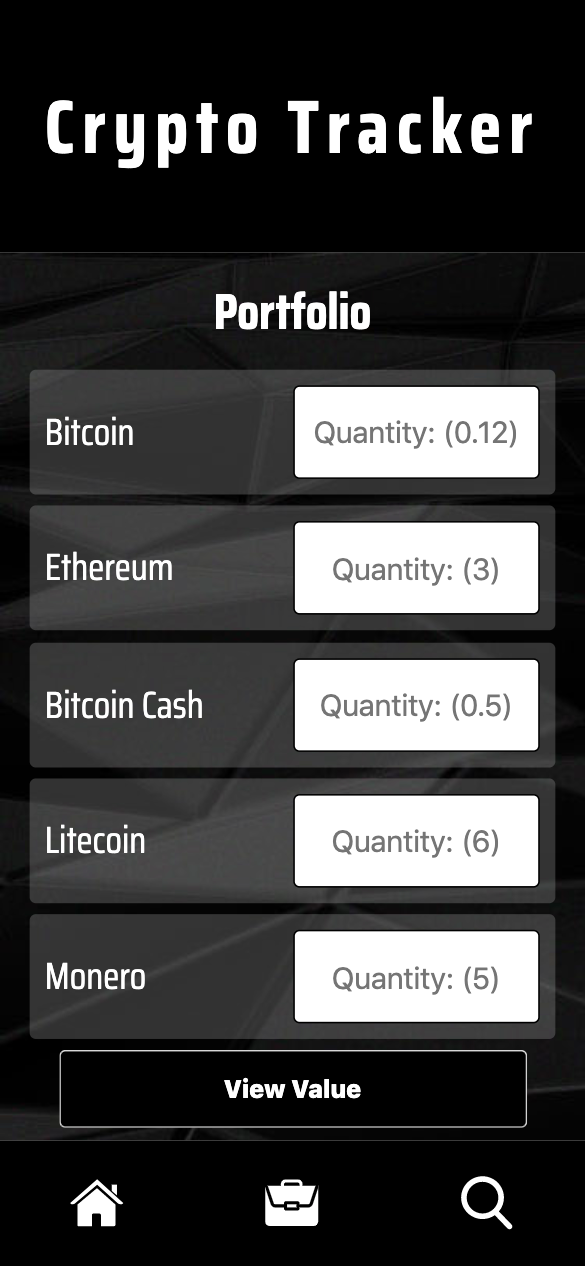 Crypto Tracker
Portfolio
Bitcoin Quantity: (0.12)
Ethereum Quantity: (3)
Bitcoin Cash Quantity: (0.5)
Litecoin Quantity: (6)
Monero Quantity: (5)
View Value